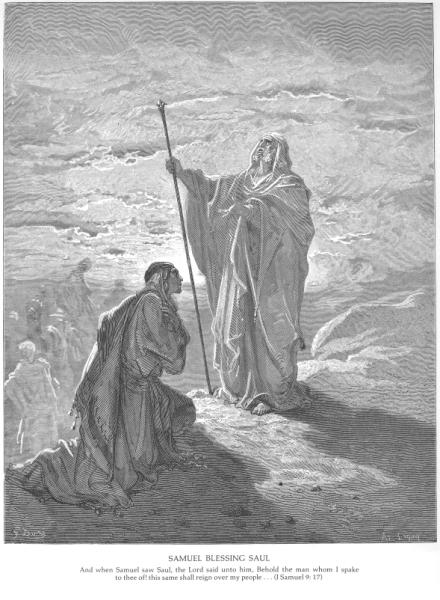 G. Doré
SAMUEL BLESSING SAUL
And when Samuel saw Saul, the Lord said unto him, Behold the man whom I spake
to thee of! this same shall reign over my people . . . (I Samuel 9: 17)